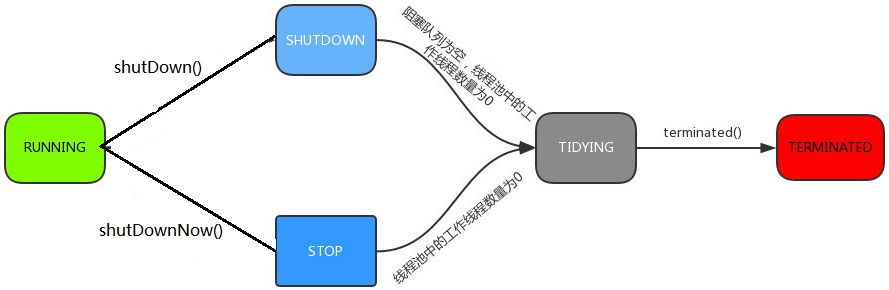 SHUTDOWN
阻塞队列为空，线程池中的工
作线程数量为0
shutDown()
RUNNING
TIDYING
terminated()
TERMINATED
shutDownNow()
STOP
线程池中的工作线程数量为0